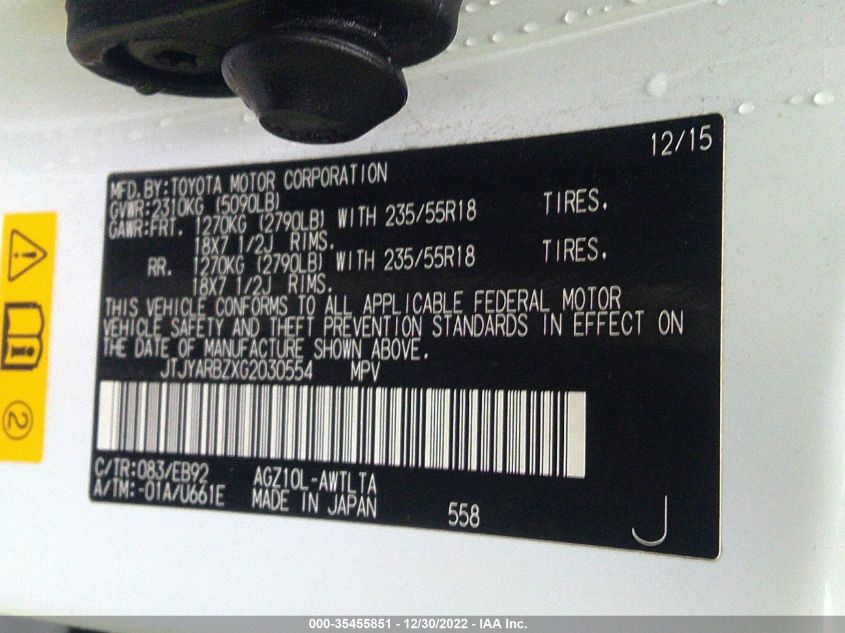 12/15
MFD.BY:TOYOTA MOTOR CORPORATION
GVWR:2310KG (5090LB)
GAWR:FRT. 1270KG (2790LB) WITH 235/55R18 TIRES.
18X7 1/2J RIMS.
RR. 1270KG (2790LB) WITH 235/55R18 TIRES.
18X7 1/2J RIMS.
THIS VEHICLE CONFORMS TO ALL APPLICABLE FEDERAL MOTOR
VEHICLE SAFETY AND THEFT PREVENTION STANDARDS IN EFFECT ON
THE DATE OF MANUFACTURE SHOWN ABOVE.
JTJYARBZXG2030554 MPV
C/TR:083/EB92 AGZ10L-AWTLTA
A/TM:-01A/U661E MADE IN JAPAN 558
J
2
000-35455851 - 12/30/2022 - IAA Inc.